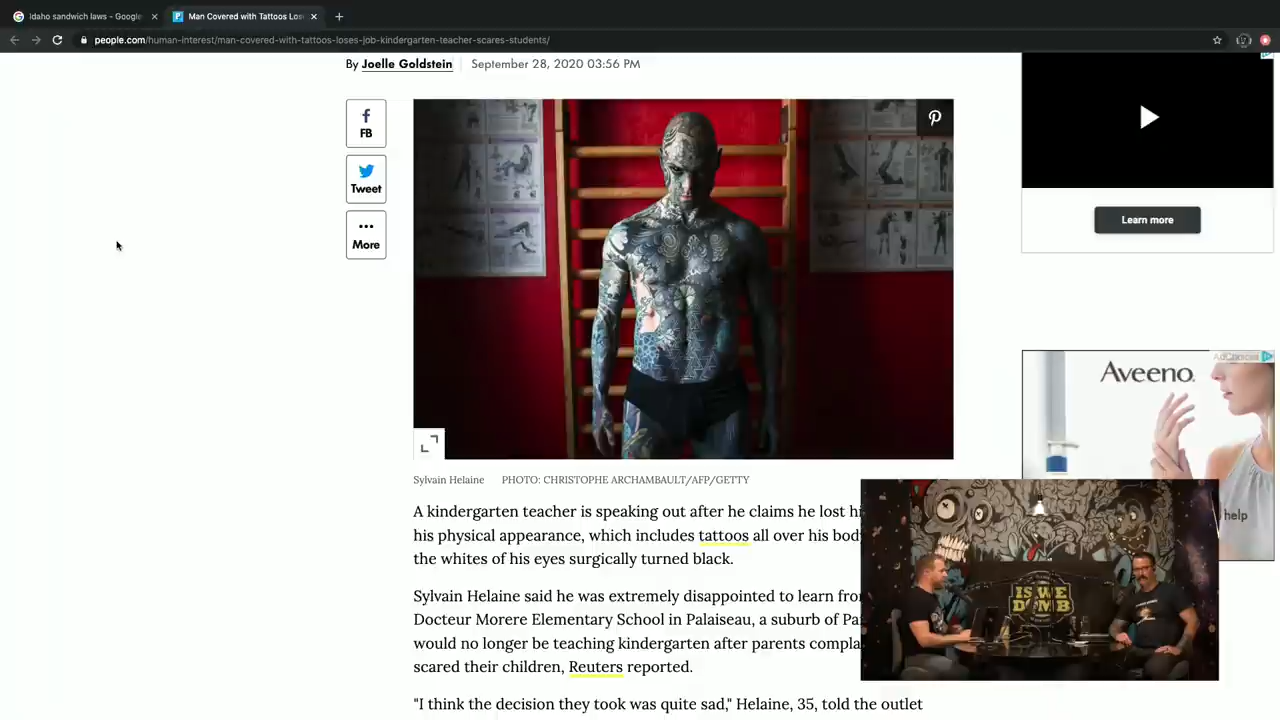 Idaho sandwich laws - Google
Man Covered with Tattoos Lose
people.com/human-interest/man-covered-with-tattoos-loses-job-kindergarten-teacher-scares-students/
By Joelle Goldstein September 28, 2020 03:56 PM
FB
Tweet
More
Learn more
AdChoices
Aveeno
help
Sylvain Helaine PHOTO: CHRISTOPHE ARCHAMBAULT/AFP/GETTY
A kindergarten teacher is speaking out after he claims he lost
his physical appearance, which includes tattoos all over his
the whites of his eyes surgically turned black.
Sylvain Helaine said he was extremely disappointed to learn
Docteur Morere Elementary School in Palaiseau, a suburb of
would no longer be teaching kindergarten after parents
scared their children, Reuters reported.
"I think the decision they took was quite sad," Helaine, 35, told the outlet
IS WE
DUMB